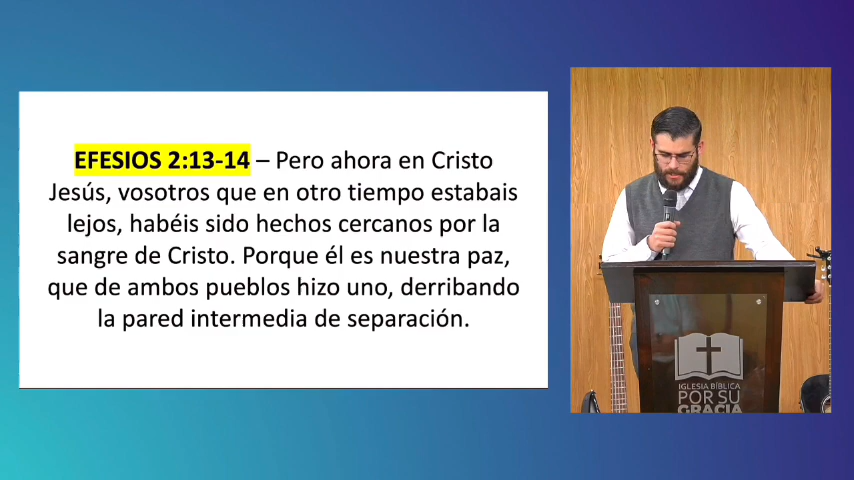 EFESIOS 2:13-14 – Pero ahora en Cristo
Jesús, vosotros que en otro tiempo estabais
lejos, habéis sido hechos cercanos por la
sangre de Cristo. Porque él es nuestra paz,
que de ambos pueblos hizo uno, derribando
la pared intermedia de separación.
IGLESIA BÍBLICA
POR SU
GRACIA